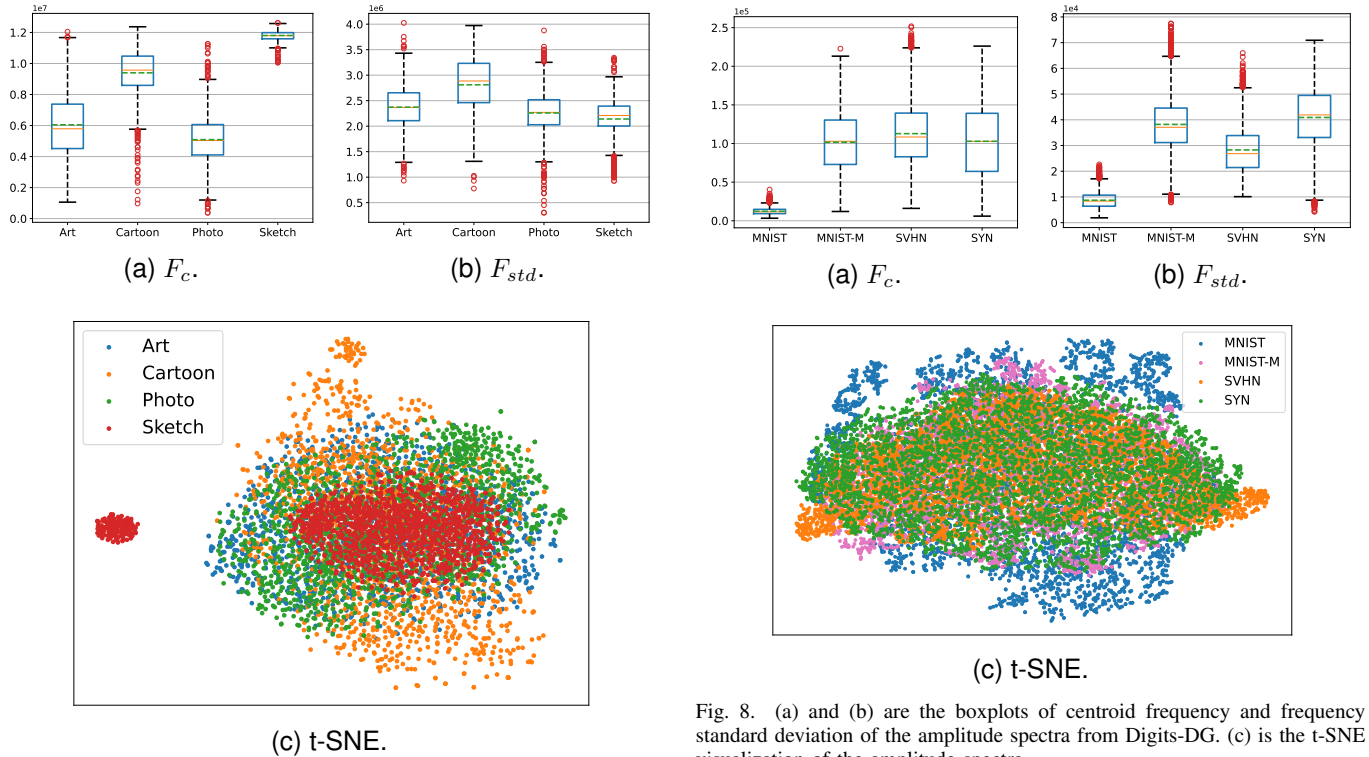 1e7
1.2
1.0
0.8
0.6
0.4
0.2
0.0
Art Cartoon Photo Sketch
(a) F_c.
1e6
4.0
3.5
3.0
2.5
2.0
1.5
1.0
0.5
0.0
Art Cartoon Photo Sketch
(b) F_{std}.
Art
Cartoon
Photo
Sketch
(c) t-SNE.
1e5
2.5
2.0
1.5
1.0
0.5
0.0
MNIST MNIST-M SVHN SYN
(a) F_c.
1e4
8
7
6
5
4
3
2
1
0
MNIST MNIST-M SVHN SYN
(b) F_{std}.
MNIST
MNIST-M
SVHN
SYN
(c) t-SNE.
Fig. 8. (a) and (b) are the boxplots of centroid frequency and frequency
standard deviation of the amplitude spectra from Digits-DG. (c) is the t-SNE